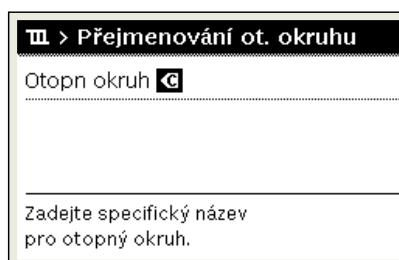 > Přejmenování ot. okruhu
Otopn okruh C
Zadejte specifický název
pro otopný okruh.